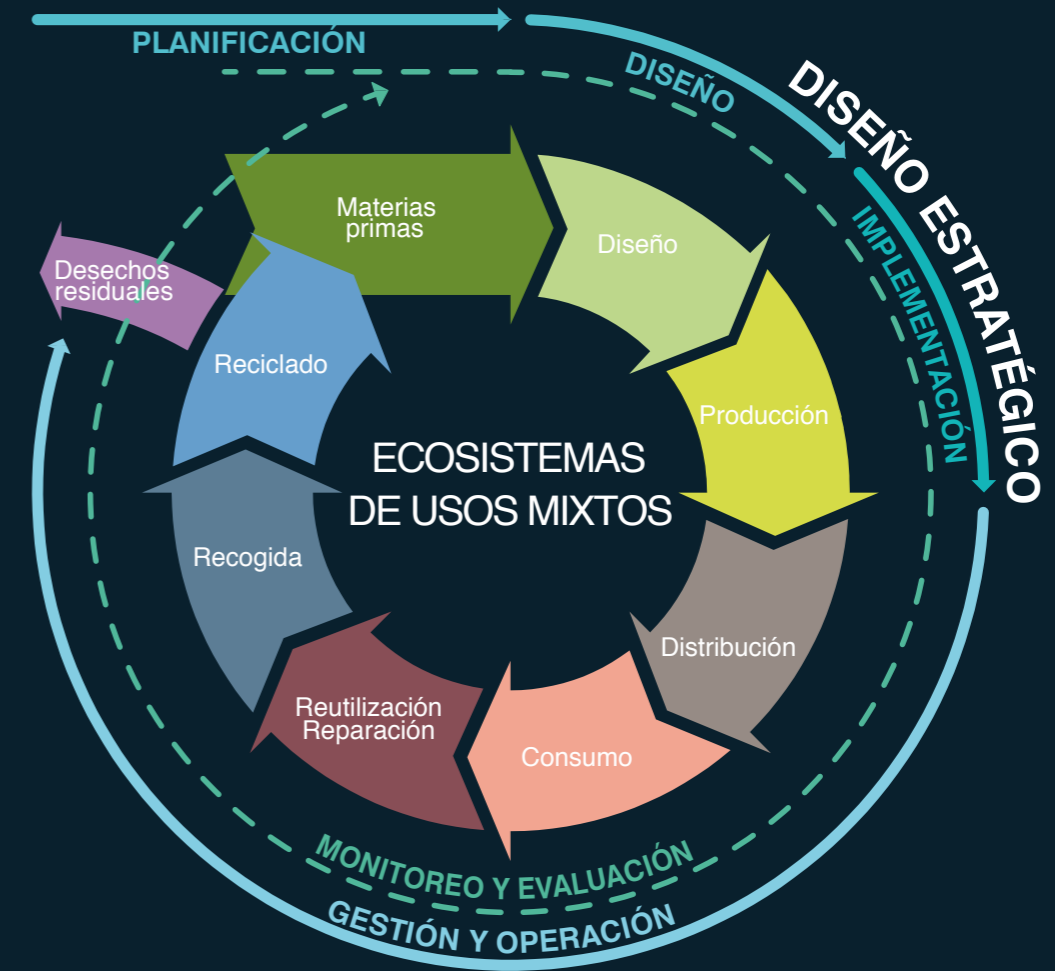 PLANIFICACIÓN
DISEÑO
DISEÑO ESTRATÉGICO
IMPLEMENTACIÓN
Materias
primas
Diseño
Desechos
residuales
Reciclado
Producción
ECOSISTEMAS
DE USOS MIXTOS
Recogida
Distribución
Reutilización
Reparación
Consumo
MONITOREO Y EVALUACIÓN
GESTIÓN Y OPERACIÓN